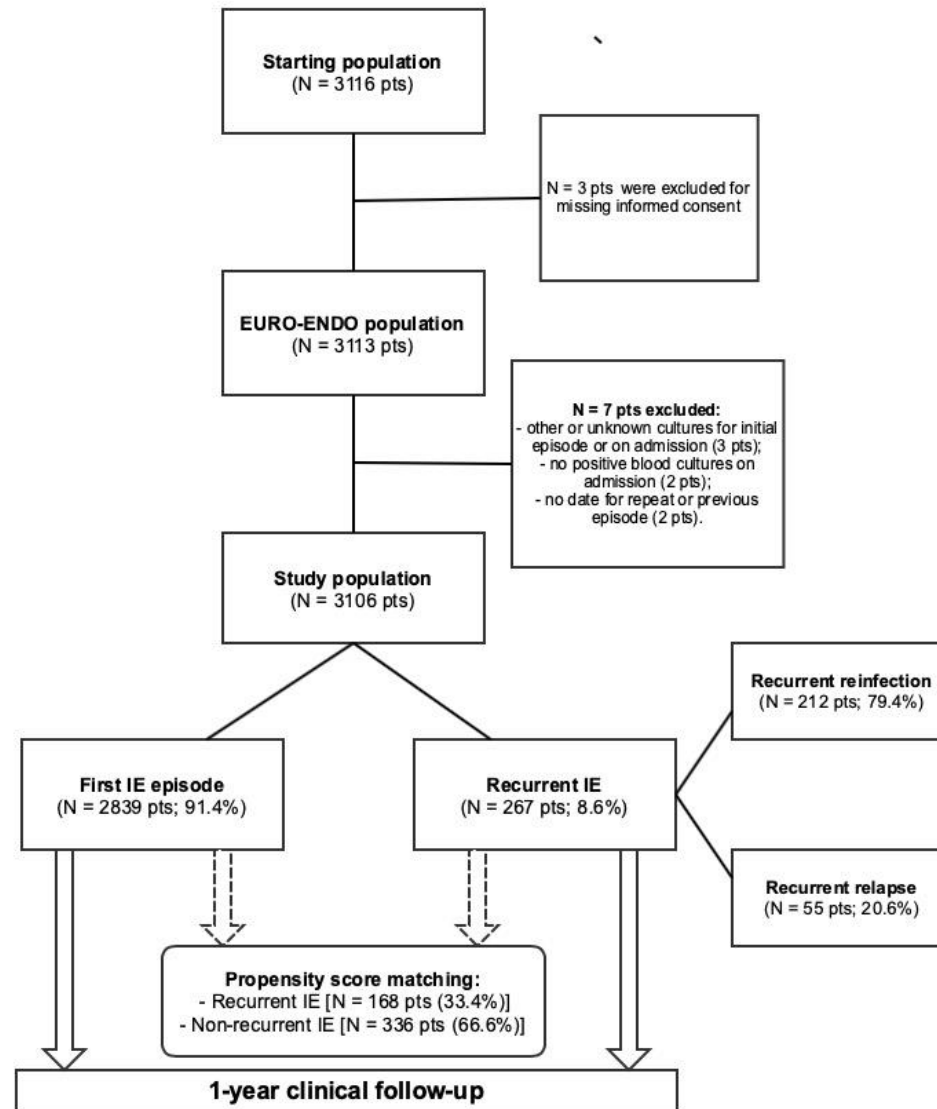 Starting population
(N = 3116 pts)
N = 3 pts were excluded for
missing informed consent
EURO-ENDO population
(N = 3113 pts)
N = 7 pts excluded:
- other or unknown cultures for initial
episode or on admission (3 pts);
- no positive blood cultures on
admission (2 pts);
- no date for repeat or previous
episode (2 pts).
Study population
(N = 3106 pts)
Recurrent reinfection
(N = 212 pts; 79.4%)
First IE episode
(N = 2839 pts; 91.4%)
Recurrent IE
(N = 267 pts; 8.6%)
Recurrent relapse
(N = 55 pts; 20.6%)
Propensity score matching:
- Recurrent IE [N = 168 pts (33.4%)]
- Non-recurrent IE [N = 336 pts (66.6%)]
1-year clinical follow-up